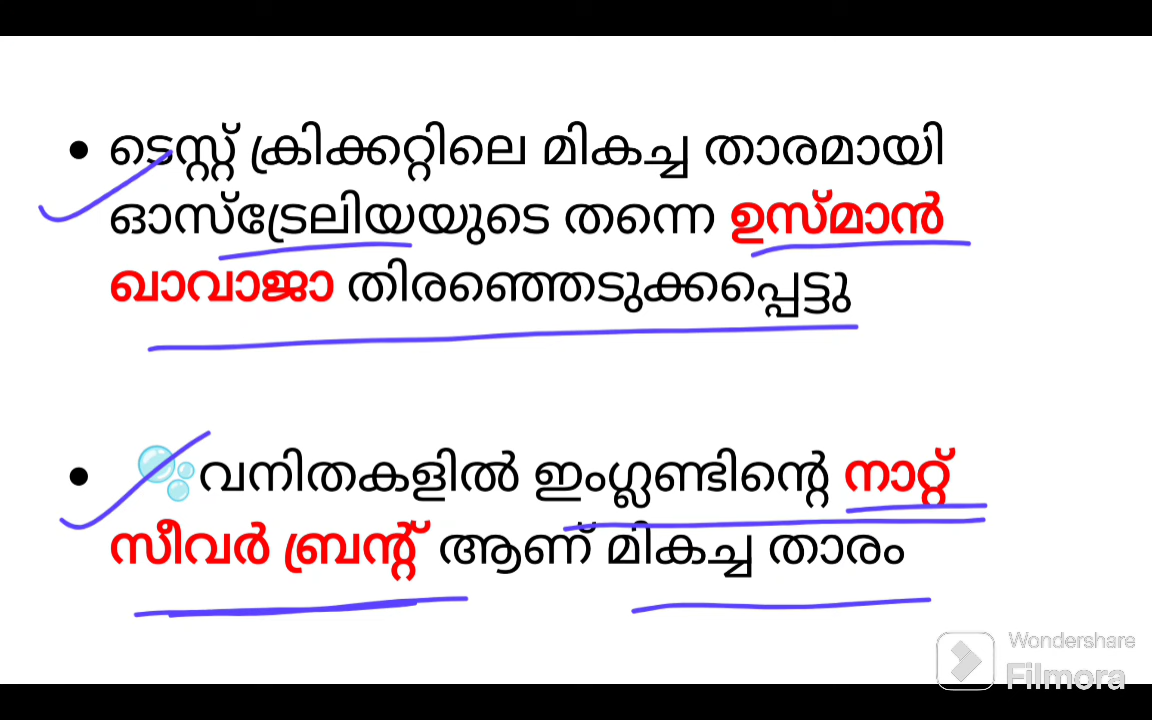 • ടെസ്റ്റ് ക്രിക്കറ്റിലെ മികച്ച താരമായി
ഓസ്ട്രേലിയയുടെ തന്നെ ഉസ്മാൻ
ഖാവാജാ തിരഞ്ഞെടുക്കപ്പെട്ടു
• 🫧വനിതകളിൽ ഇംഗ്ലണ്ടിന്റെ നാറ്റ്
സീവർ ബ്രന്റ് ആണ് മികച്ച താരം
Wondershare
Filmora